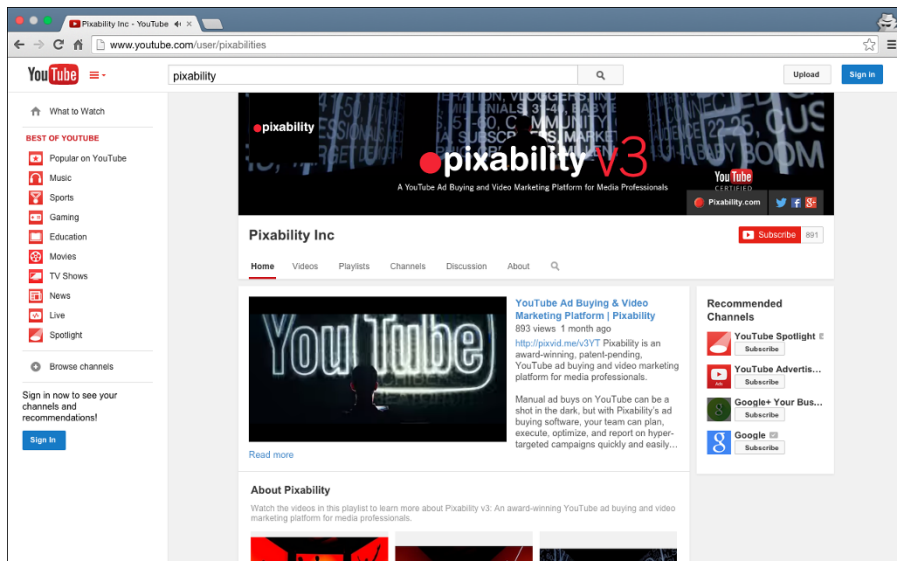 Pixability Inc - YouTube
www.youtube.com/user/pixabilities
YouTube
pixability
Upload
Sign in
What to Watch
BEST OF YOUTUBE
Popular on YouTube
Music
Sports
Gaming
Education
Movies
TV Shows
News
Live
Spotlight
Browse channels
Sign in now to see your
channels and
recommendations!
Sign In
pixability
pixability v3
A YouTube Ad Buying and Video Marketing Platform for Media Professionals
YouTube
CERTIFIED
Pixability.com
Pixability Inc
Subscribe 891
Home Videos Playlists Channels Discussion About
YouTube
YouTube Ad Buying & Video
Marketing Platform | Pixability
893 views 1 month ago
http://pixvid.me/v3YT Pixability is an
award-winning, patent-pending,
YouTube ad buying and video marketing
platform for media professionals.
Manual ad buys on YouTube can be a
shot in the dark, but with Pixability's ad
buying software, your team can plan,
execute, optimize, and report on hyper-
targeted campaigns quickly and easily...
Read more
About Pixability
Watch the videos in this playlist to learn more about Pixability v3: An award-winning YouTube ad buying and video
marketing platform for media professionals.
Recommended
Channels
YouTube Spotlight
Subscribe
YouTube Advertis...
Subscribe
Google+ Your Bus...
Subscribe
Google
Subscribe